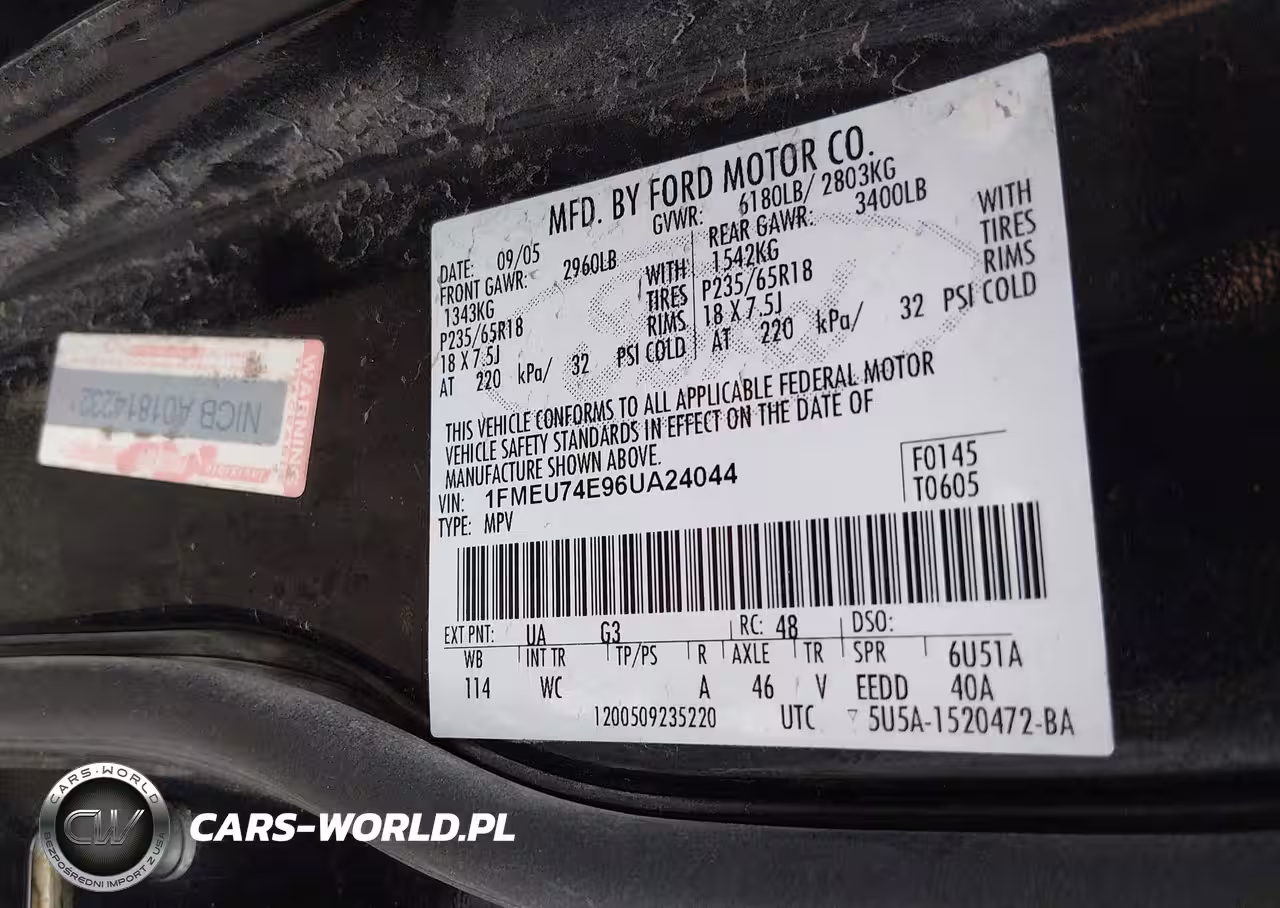 MFD. BY FORD MOTOR CO.
DATE: 09/05 GVWR: 6180LB/ 2803KG
FRONT GAWR: 2960LB REAR GAWR: 3400LB
1343KG WITH 1542KG WITH
P235/65R18 TIRES P235/65R18 TIRES
18 X 7.5J RIMS 18 X 7.5J RIMS
AT 220 kPa/ 32 PSI COLD AT 220 kPa/ 32 PSI COLD
THIS VEHICLE CONFORMS TO ALL APPLICABLE FEDERAL MOTOR
VEHICLE SAFETY STANDARDS IN EFFECT ON THE DATE OF
MANUFACTURE SHOWN ABOVE.
VIN: 1FMEU74E96UA24044
TYPE: MPV
F0145
T0605
EXT PNT: UA G3 RC: 48 DSO:
WB INT TR TP/PS R AXLE TR SPR 6U51A
114 WC A 46 V EEDD 40A
1200509235220 UTC ▽ 5U5A-1520472-BA
WARNING
NICB A01814232
CARS-WORLD
CW
BEZPOŚREDNI IMPORT Z USA
CARS-WORLD.PL